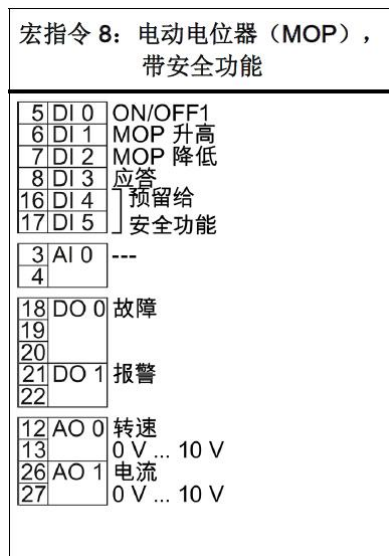 宏指令 8：电动电位器（MOP），
带安全功能
5 DI 0 ON/OFF1
6 DI 1 MOP 升高
7 DI 2 MOP 降低
8 DI 3 应答
16 DI 4 预留给
17 DI 5 安全功能
3 AI 0 ---
4
18 DO 0 故障
19
20
21 DO 1 报警
22
12 AO 0 转速
13 0 V ... 10 V
26 AO 1 电流
27 0 V ... 10 V